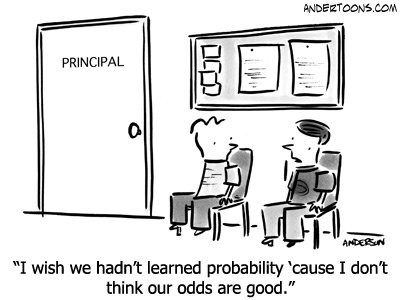 ANDERTOONS.COM
PRINCIPAL
ANDERSON
“I wish we hadn’t learned probability ‘cause I don’t
think our odds are good.”